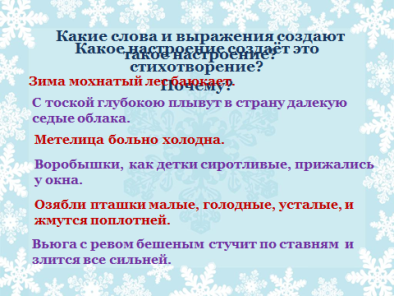 Какие слова и выражения создают
Какое настроение создаёт это
такое настроение?
стихотворение?
Почему?
Зима мохнатый лес баюкает.
С тоской глубокою плывут в страну далекую
седые облака.
Метелица больно холодна.
Воробышки, как детки сиротливые, прижались
у окна.
Озябли пташки малые, голодные, усталые, и
жмутся поплотней.
Вьюга с ревом бешеным стучит по ставням и
злится все сильней.